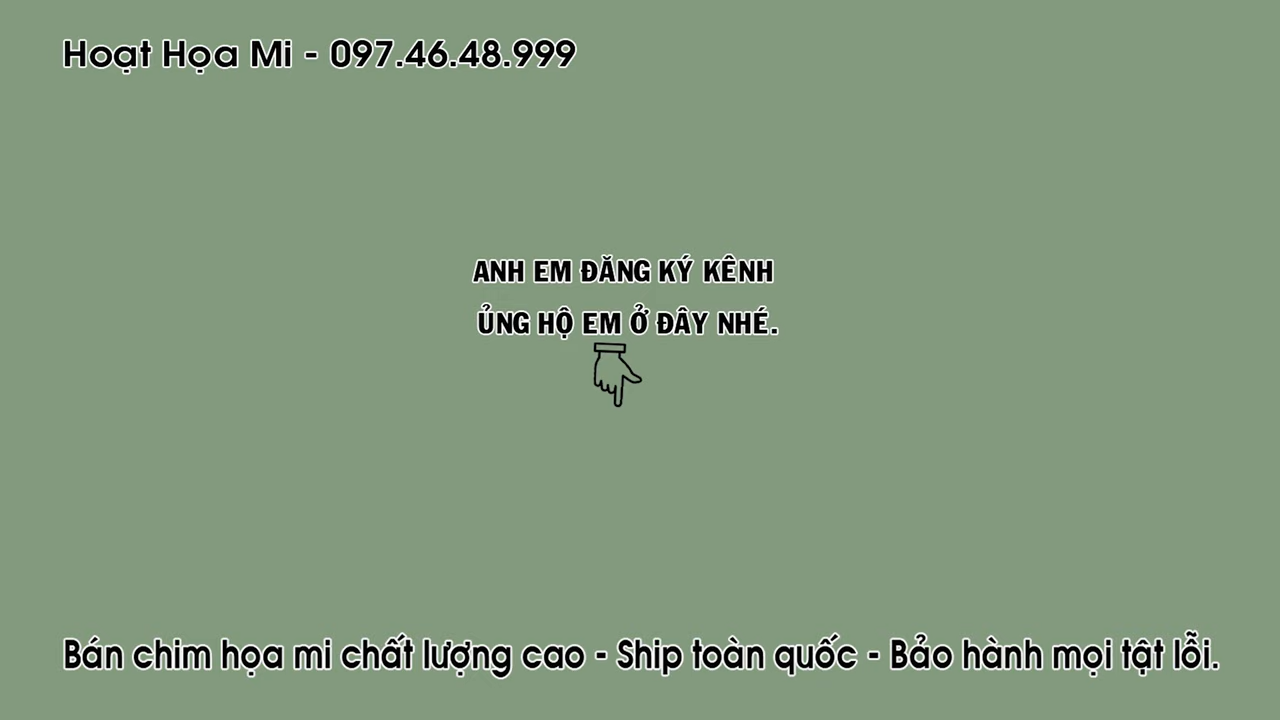 Hoạt Họa Mi - 097.46.48.999
ANH EM ĐĂNG KÝ KÊNH
ỦNG HỘ EM Ở ĐÂY NHÉ.
Bán chim họa mi chất lượng cao - Ship toàn quốc - Bảo hành mọi tật lỗi.